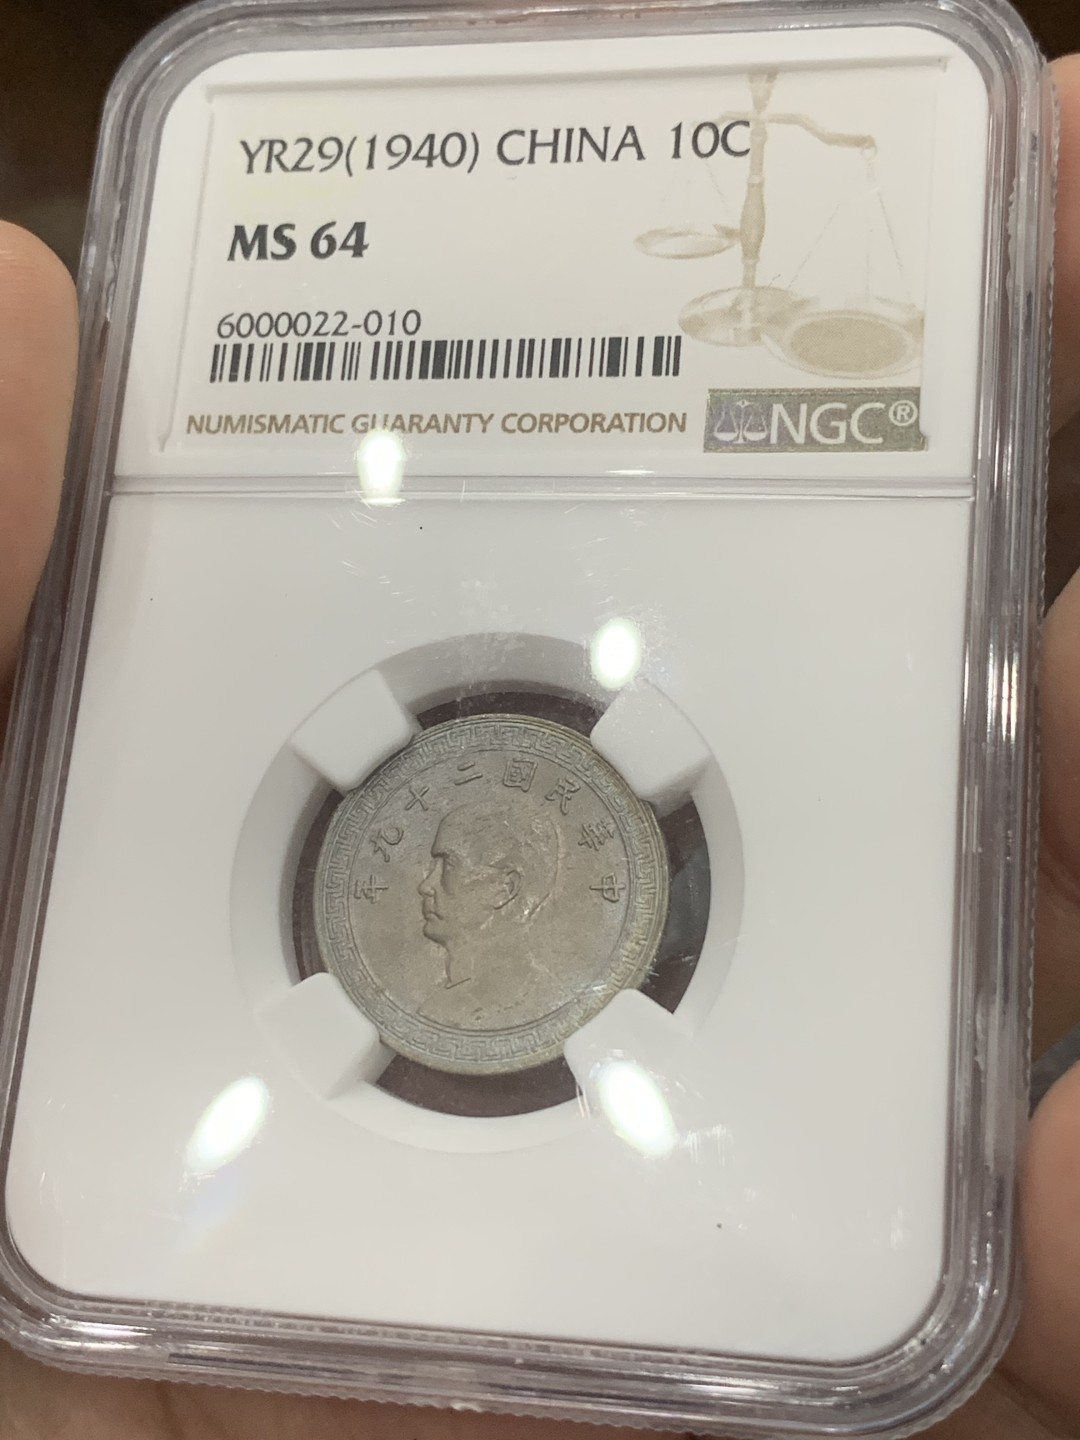 YR29(1940) CHINA 10C
MS 64
6000022-010
NUMISMATIC GUARANTY CORPORATION
NGC®
年九十二國民華中